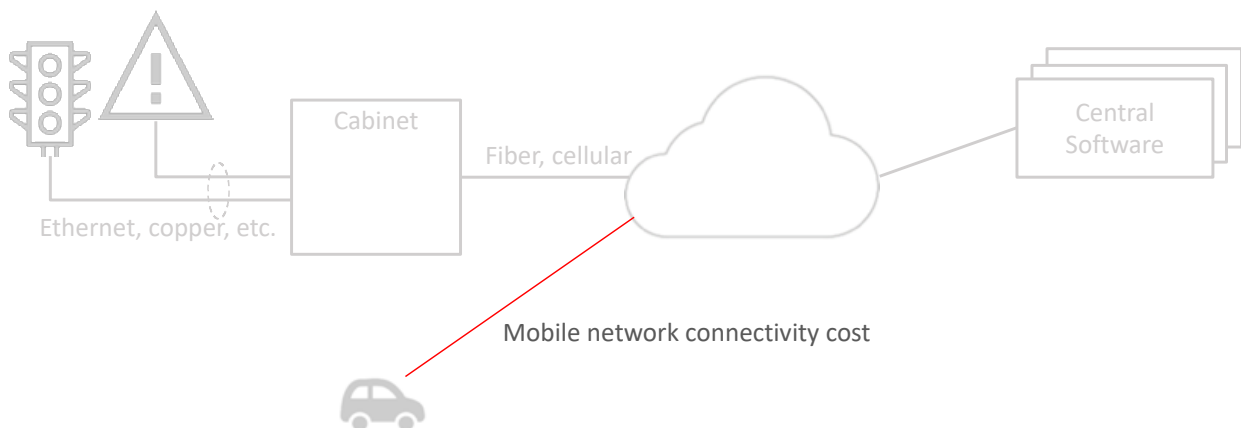 Cabinet
Central
Software
Fiber, cellular
Ethernet, copper, etc.
Mobile network connectivity cost